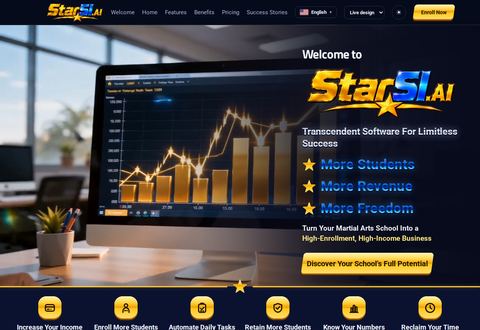 StarSI.AI
Welcome
Home
Features
Benefits
Pricing
Success Stories
English
Live design
Enroll Now
Welcome to
StarSI.AI
Transcendent Software For Limitless
Success
More Students
More Revenue
More Freedom
Turn Your Martial Arts School Into a
High-Enrollment, High-Income Business
Discover Your School's Full Potential
Increase Your Income
Enroll More Students
Automate Daily Tasks
Retain More Students
Know Your Numbers
Reclaim Your Time